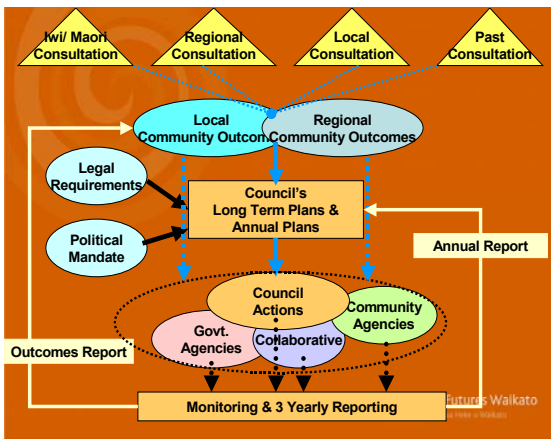 Iwi/ Maori
Consultation
Regional
Consultation
Local
Consultation
Past
Consultation
Local
Community Outcom
Regional
Community Outcomes
Legal
Requirements
Council's
Long Term Plans &
Annual Plans
Political
Mandate
Annual Report
Council
Actions
Community
Agencies
Govt.
Agencies
Collaborative
Outcomes Report
Monitoring & 3 Yearly Reporting
Futures Waikato